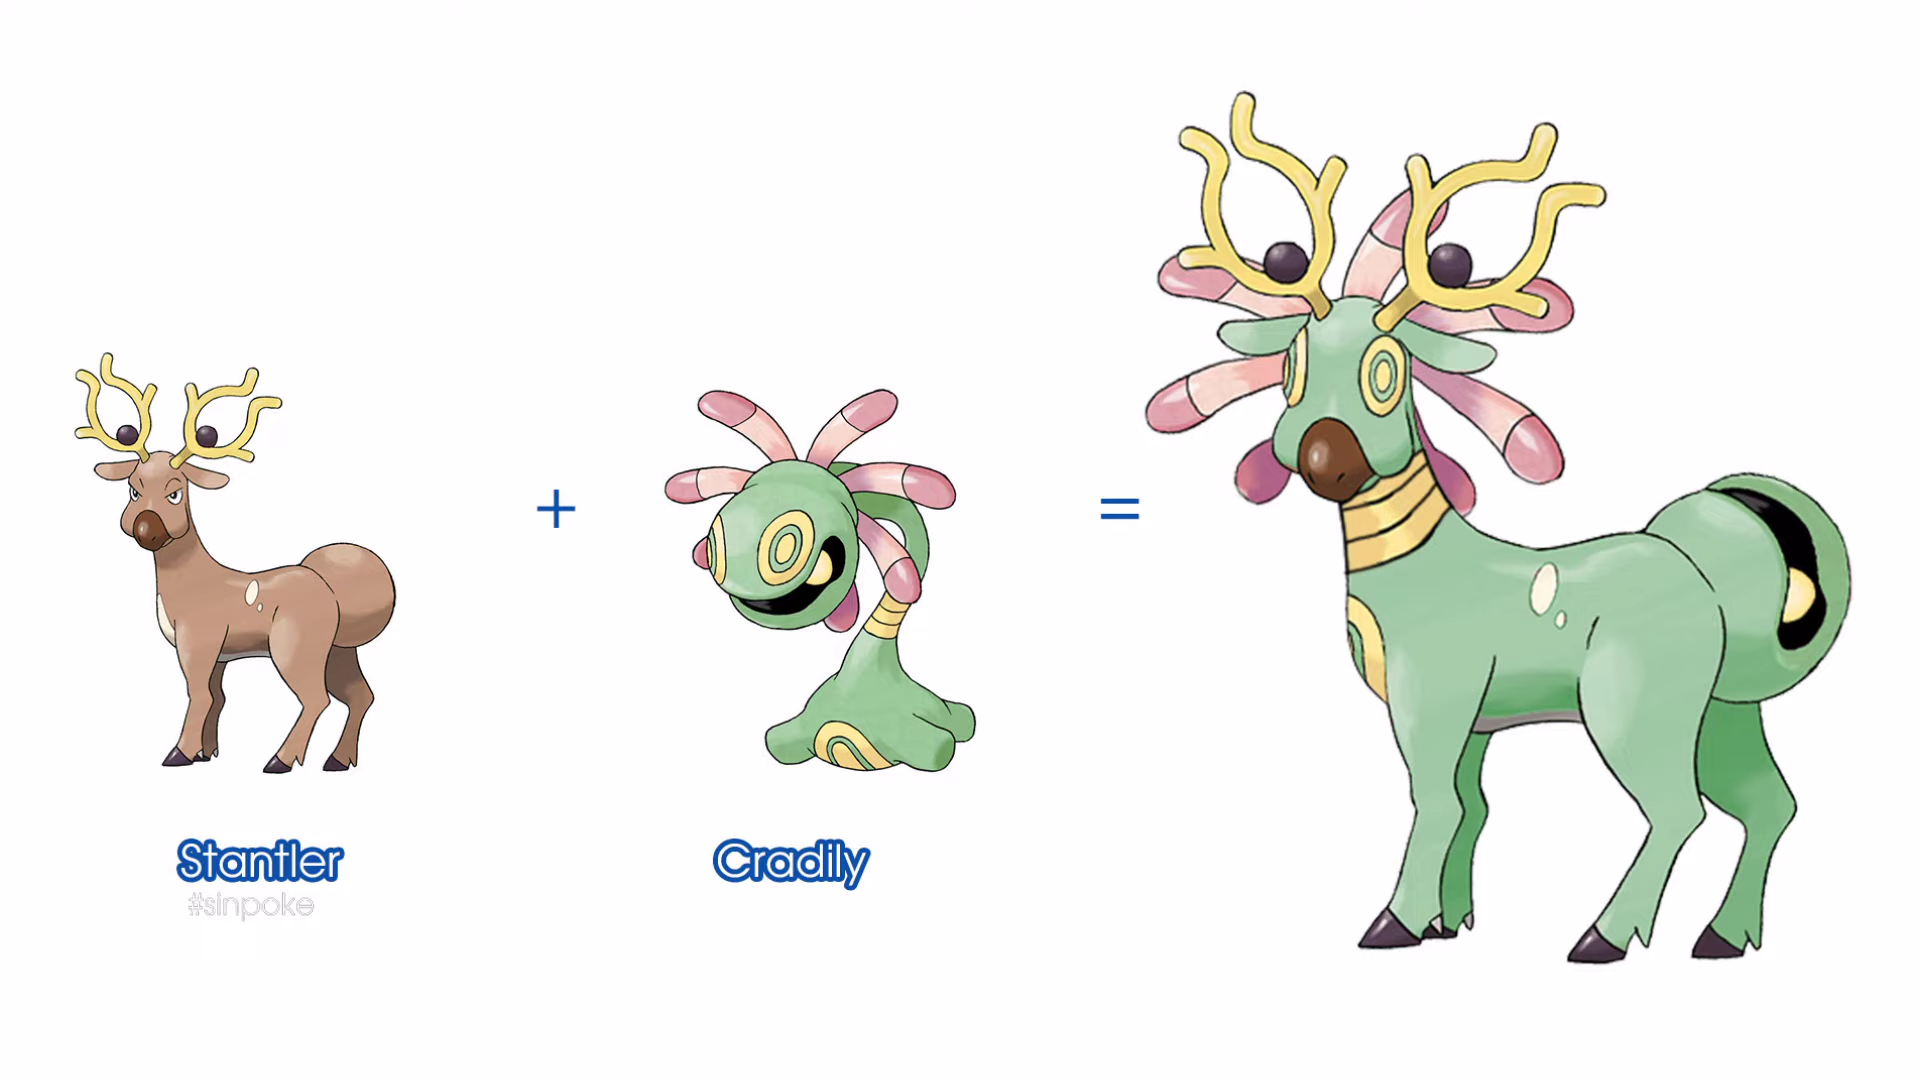 +
=
Stantler
Cradily
#sinpoke